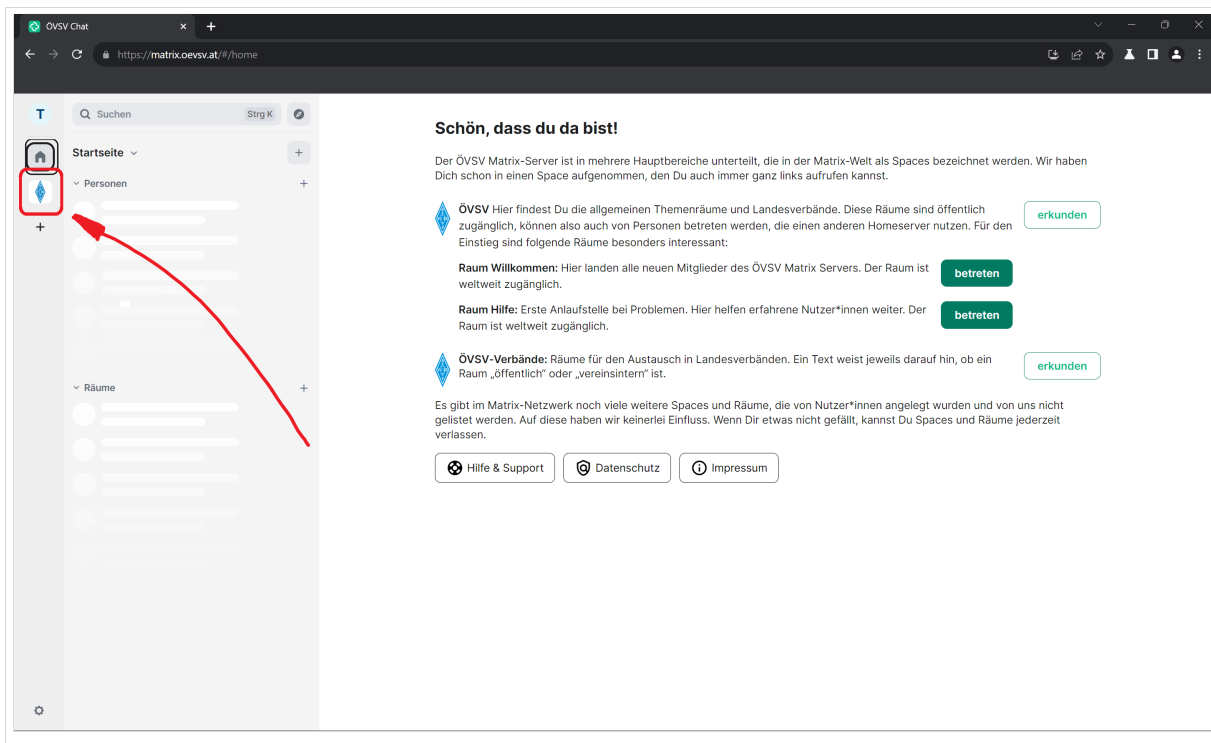 ÖVSV Chat
https://matrix.oevsv.at/#/home
T
Suchen
Strg K
Startseite
Personen
Räume
Schön, dass du da bist!
Der ÖVSV Matrix-Server ist in mehrere Hauptbereiche unterteilt, die in der Matrix-Welt als Spaces bezeichnet werden. Wir haben
Dich schon in einen Space aufgenommen, den Du auch immer ganz links aufrufen kannst.
ÖVSV Hier findest Du die allgemeinen Themenräume und Landesverbände. Diese Räume sind öffentlich
zugänglich, können also auch von Personen betreten werden, die einen anderen Homeserver nutzen. Für den
Einstieg sind folgende Räume besonders interessant:
erkunden
Raum Willkommen: Hier landen alle neuen Mitglieder des ÖVSV Matrix Servers. Der Raum ist
weltweit zugänglich.
betreten
Raum Hilfe: Erste Anlaufstelle bei Problemen. Hier helfen erfahrene Nutzer*innen weiter. Der
Raum ist weltweit zugänglich.
betreten
ÖVSV-Verbände: Räume für den Austausch in Landesverbänden. Ein Text weist jeweils darauf hin, ob ein
Raum „öffentlich“ oder „vereinsintern“ ist.
erkunden
Es gibt im Matrix-Netzwerk noch viele weitere Spaces und Räume, die von Nutzer*innen angelegt wurden und von uns nicht
gelistet werden. Auf diese haben wir keinerlei Einfluss. Wenn Dir etwas nicht gefällt, kannst Du Spaces und Räume jederzeit
verlassen.
Hilfe & Support
Datenschutz
Impressum